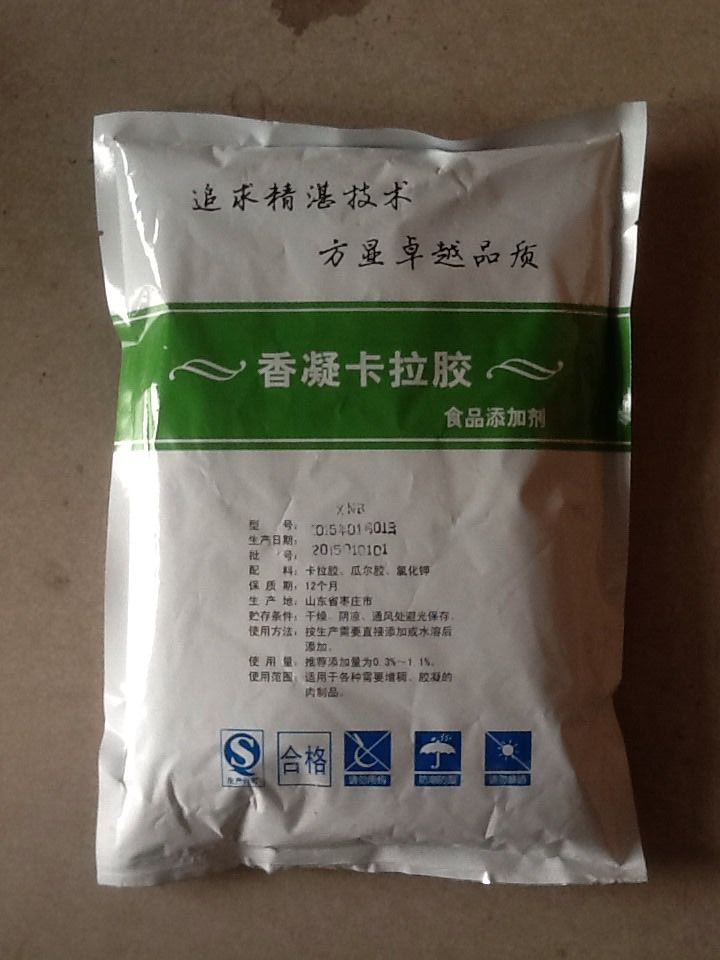 追求精湛技术
方显卓越品质
香凝卡拉胶
食品添加剂
XNB
型 号:
生产日期:
批 号: 2015010101
配 料: 卡拉胶、瓜尔胶、氯化钾
保 质 期: 12个月
生 产 地: 山东省枣庄市
贮存条件: 干燥、阴凉、通风处避光保存。
使用方法: 按生产需要直接添加或水溶后
添加。
使 用 量: 推荐添加量为0.3%~1.1%。
使用范围: 适用于各种需要增稠、胶凝的
肉制品。
合格